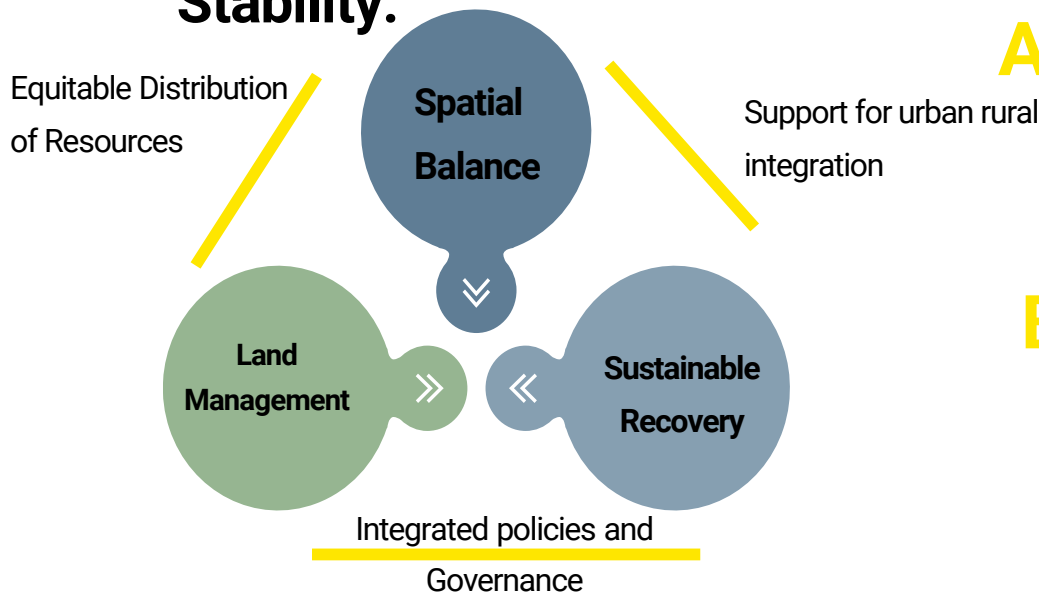 Stability.
Equitable Distribution
of Resources
Spatial
Balance
Support for urban rural
integration
Land
Management
Sustainable
Recovery
Integrated policies and
Governance
A